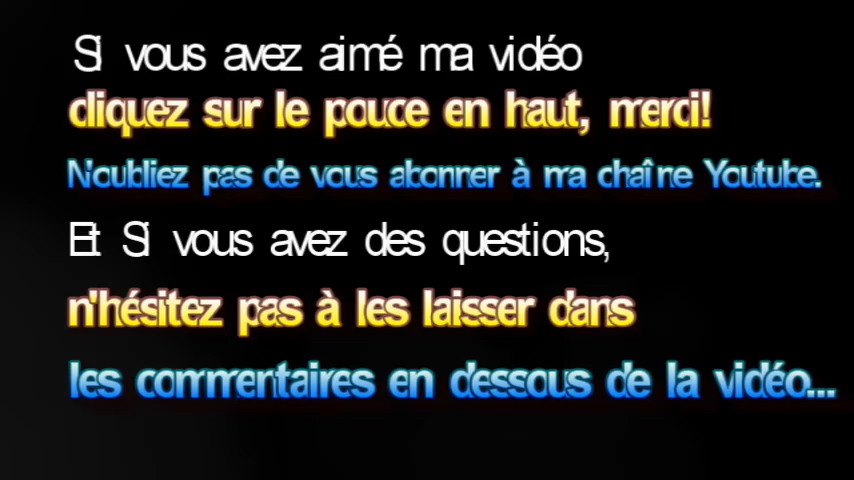 Si vous avez aimé ma vidéo
cliquez sur le pouce en haut, merci!
N'oubliez pas de vous abonner à ma chaîne Youtube.
Et Si vous avez des questions,
n'hésitez pas à les laisser dans
les commentaires en dessous de la vidéo...